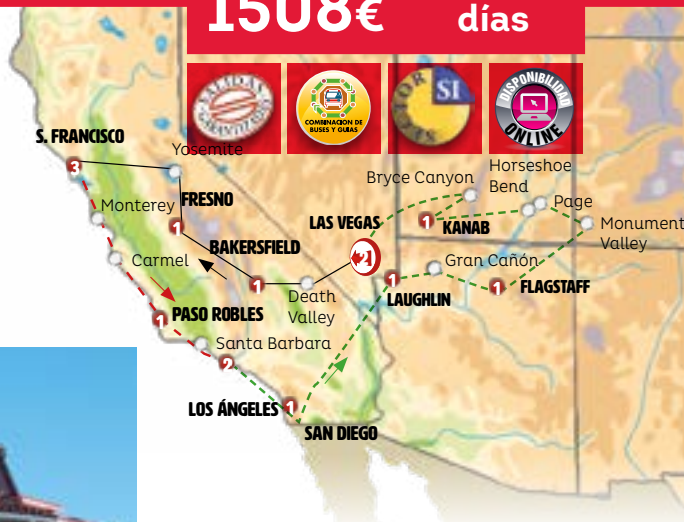 1508€
días
SALIDAS
GARANTIZADAS
COMBINACIÓN DE
BUSES Y GUÍAS
SI
DISPONIBILIDAD
ONLINE
S. FRANCISCO
3
Yosemite
Monterey
FRESNO
1
Carmel
BAKERSFIELD
1
Death
Valley
LAS VEGAS
2
Bryce Canyon
Horseshoe
Bend
Page
1
KANAB
Monument
Valley
Gran Cañón
1
LAUGHLIN
1
FLAGSTAFF
1
PASO ROBLES
Santa Barbara
2
LOS ÁNGELES
1
SAN DIEGO